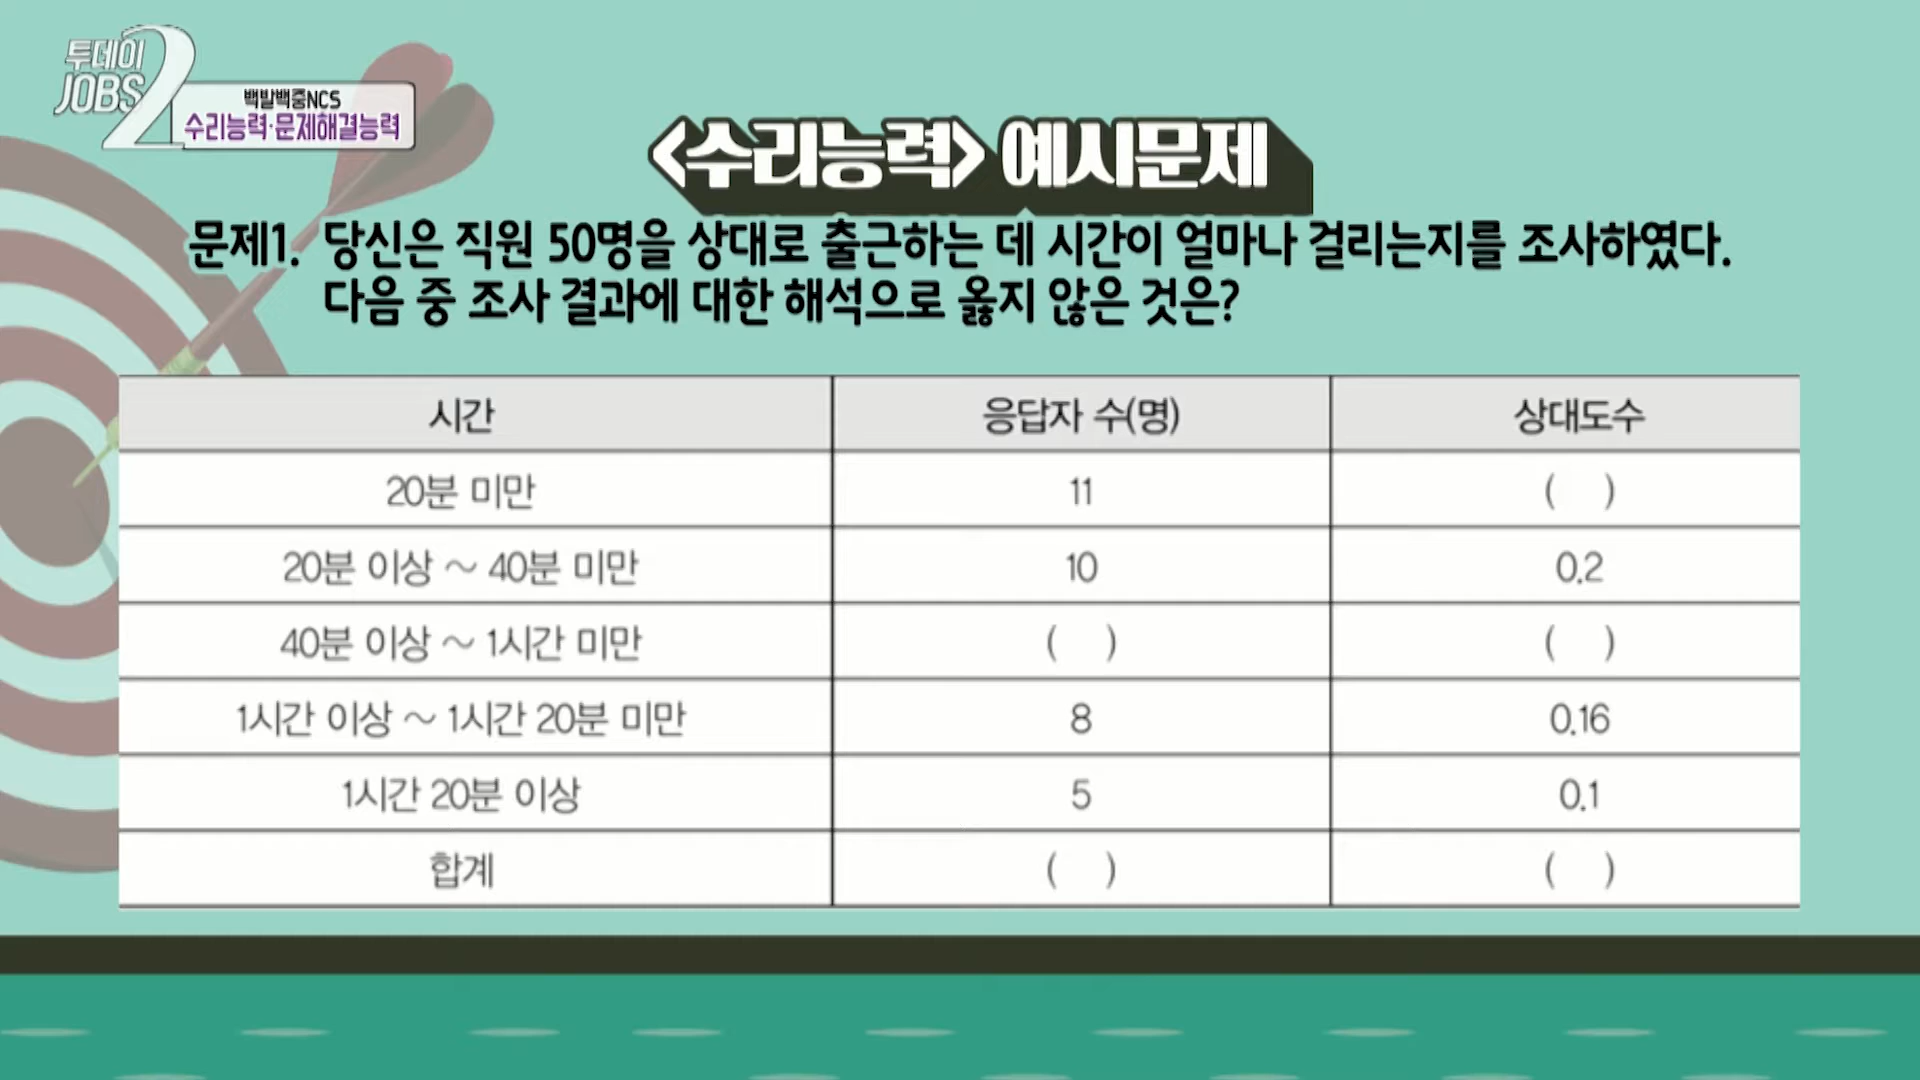 투데이
JOBS 2
백발백중NCS
수리능력·문제해결능력
<수리능력> 예시문제
문제1. 당신은 직원 50명을 상대로 출근하는 데 시간이 얼마나 걸리는지를 조사하였다.
다음 중 조사 결과에 대한 해석으로 옳지 않은 것은?
시간 응답자 수(명) 상대도수
20분 미만 11 ( )
20분 이상 ~ 40분 미만 10 0.2
40분 이상 ~ 1시간 미만 ( ) ( )
1시간 이상 ~ 1시간 20분 미만 8 0.16
1시간 20분 이상 5 0.1
합계 ( ) ( )